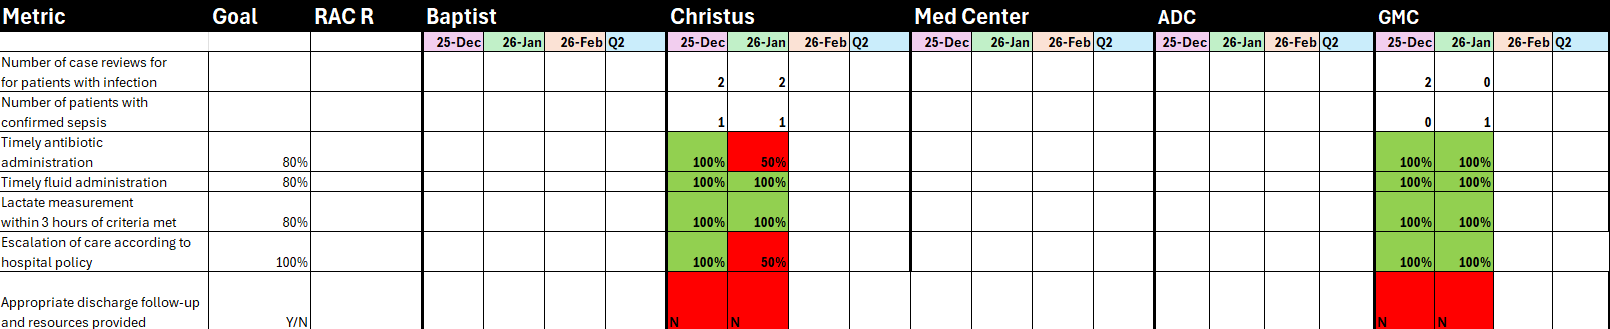 Metric Goal RAC R Baptist Christus Med Center ADC GMC
25-Dec 26-Jan 26-Feb Q2 25-Dec 26-Jan 26-Feb Q2 25-Dec 26-Jan 26-Feb Q2 25-Dec 26-Jan 26-Feb Q2 25-Dec 26-Jan 26-Feb Q2
Number of case reviews for
for patients with infection 2 2 2 0
Number of patients with
confirmed sepsis 1 1 0 1
Timely antibiotic
administration 80% 100% 50% 100% 100%
Timely fluid administration 80% 100% 100% 100% 100%
Lactate measurement
within 3 hours of criteria met 80% 100% 100% 100% 100%
Escalation of care according to
hospital policy 100% 100% 50% 100% 100%
Appropriate discharge follow-up
and resources provided Y/N N N N N